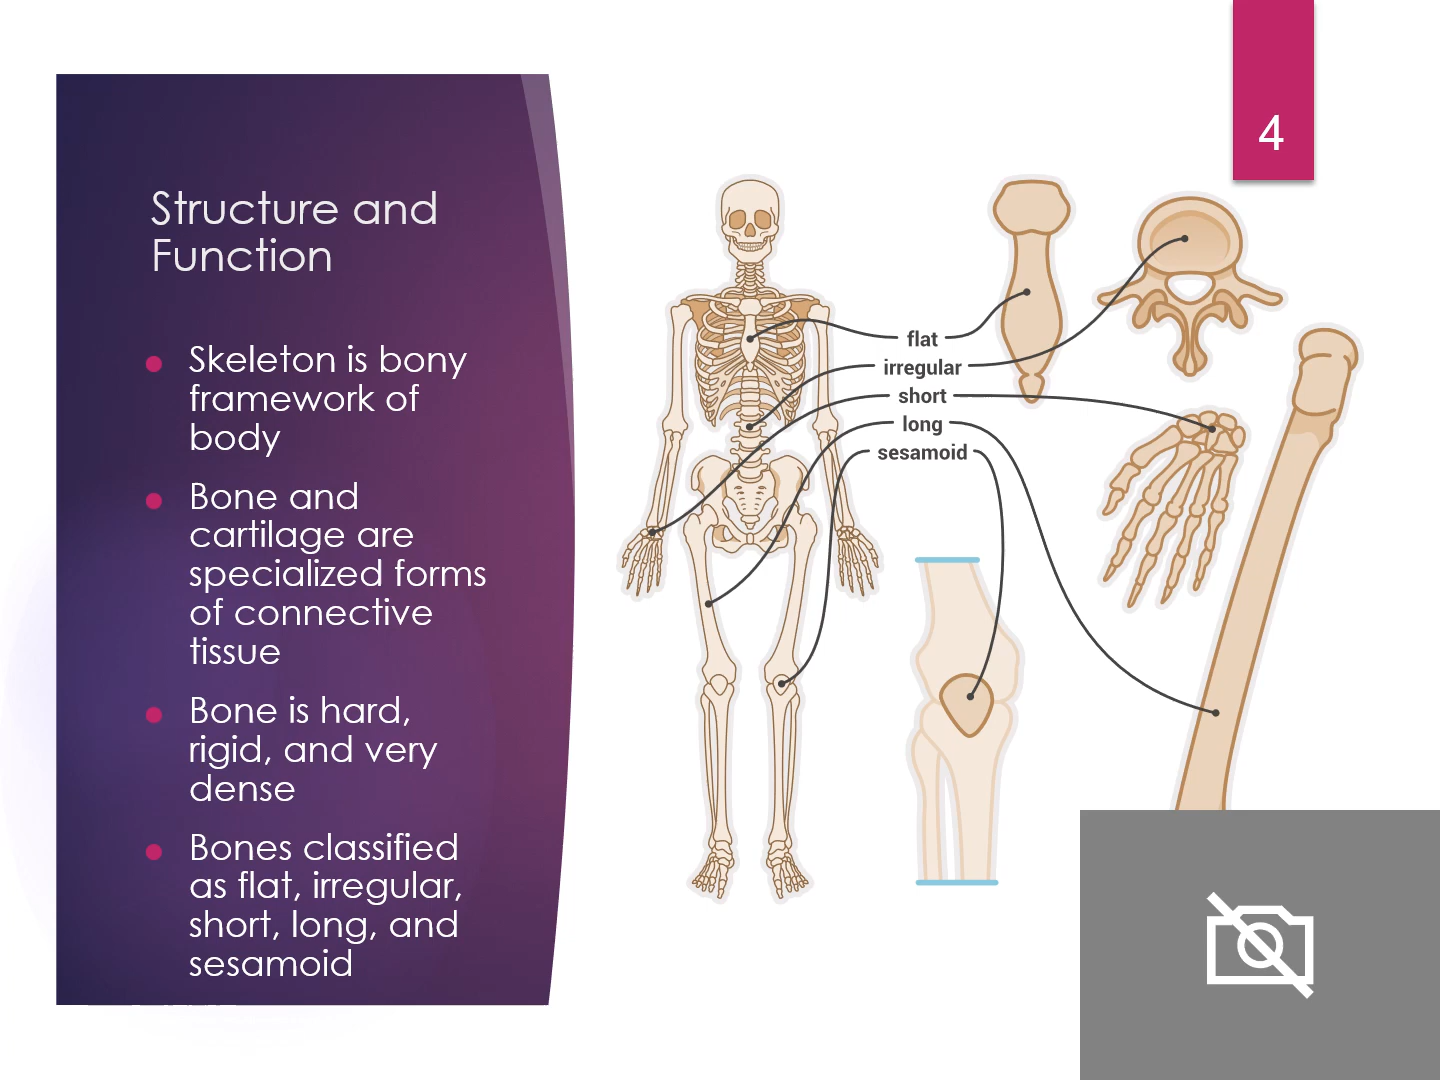 4
Structure and
Function
Skeleton is bony
framework of
body
Bone and
cartilage are
specialized forms
of connective
tissue
Bone is hard,
rigid, and very
dense
Bones classified
as flat, irregular,
short, long, and
sesamoid
flat
irregular
short
long
sesamoid